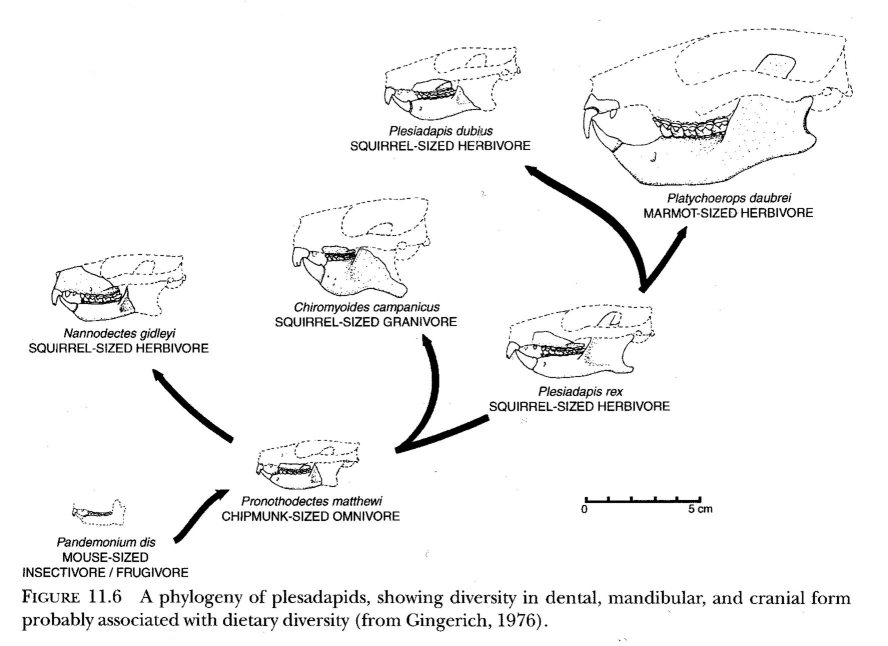 Plesiadapis dubius
SQUIRREL-SIZED HERBIVORE
Platychoerops daubrei
MARMOT-SIZED HERBIVORE
Chiromyoides campanicus
SQUIRREL-SIZED GRANIVORE
Nannodectes gidleyi
SQUIRREL-SIZED HERBIVORE
Plesiadapis rex
SQUIRREL-SIZED HERBIVORE
Pronothodectes matthewi
CHIPMUNK-SIZED OMNIVORE
0 5 cm
Pandemonium dis
MOUSE-SIZED
INSECTIVORE / FRUGIVORE
FIGURE 11.6 A phylogeny of plesadapids, showing diversity in dental, mandibular, and cranial form
probably associated with dietary diversity (from Gingerich, 1976).